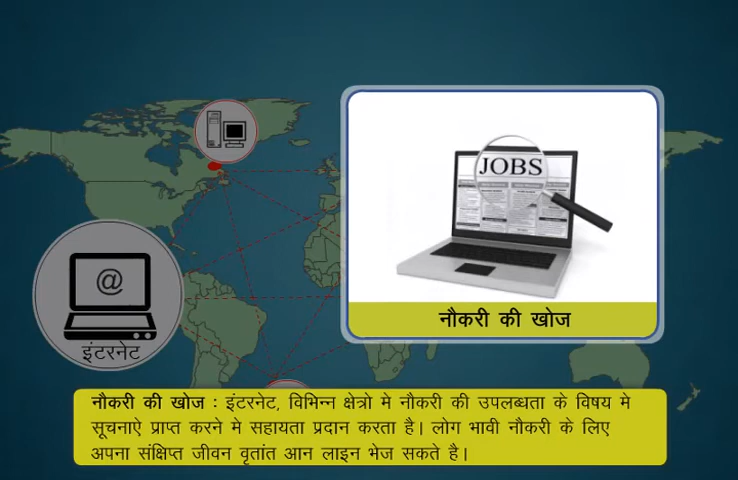 JOBS
@
नौकरी की खोज
इंटरनेट
नौकरी की खोज : इंटरनेट, विभिन्न क्षेत्रो मे नौकरी की उपलब्धता के विषय मे
सूचनाऐ प्राप्त करने मे सहायता प्रदान करता है। लोग भावी नौकरी के लिए
अपना संक्षिप्त जीवन वृतांत आन लाइन भेज सकते है।